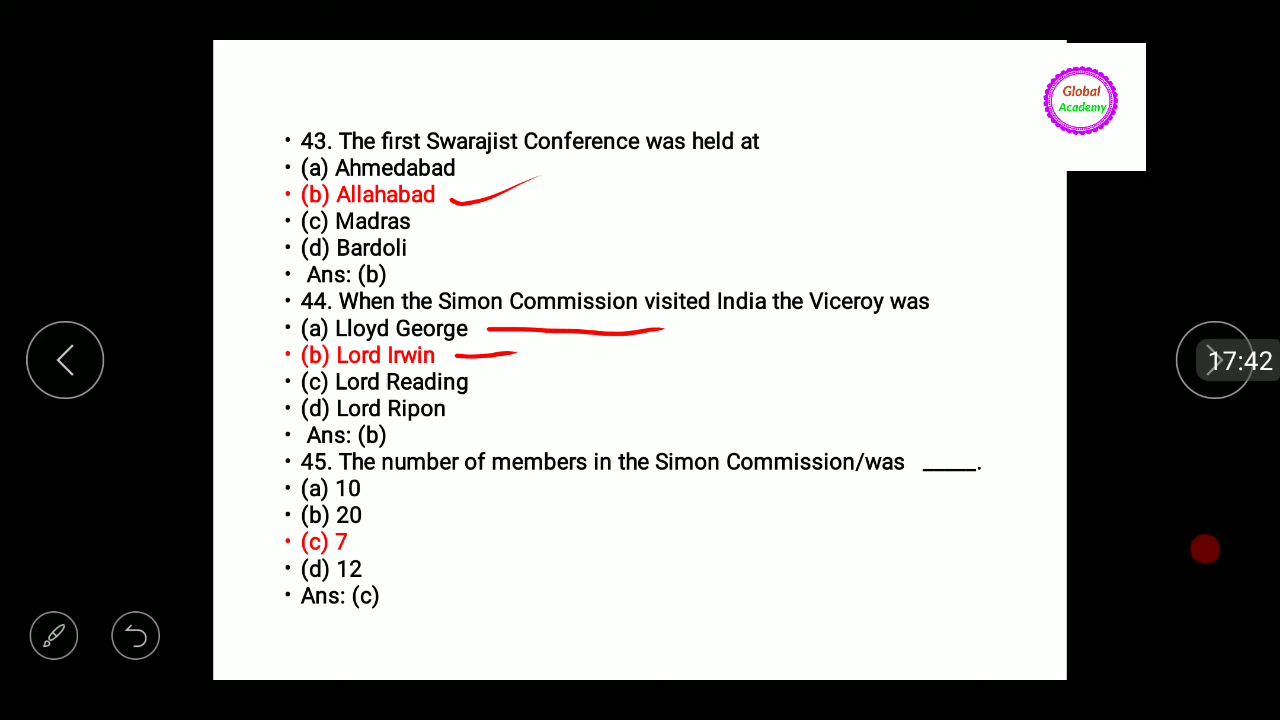 Global
Academy
• 43. The first Swarajist Conference was held at
• (a) Ahmedabad
• (b) Allahabad
• (c) Madras
• (d) Bardoli
• Ans: (b)
• 44. When the Simon Commission visited India the Viceroy was
• (a) Lloyd George
• (b) Lord Irwin
• (c) Lord Reading
• (d) Lord Ripon
• Ans: (b)
• 45. The number of members in the Simon Commission/was _____.
• (a) 10
• (b) 20
• (c) 7
• (d) 12
• Ans: (c)
17:42